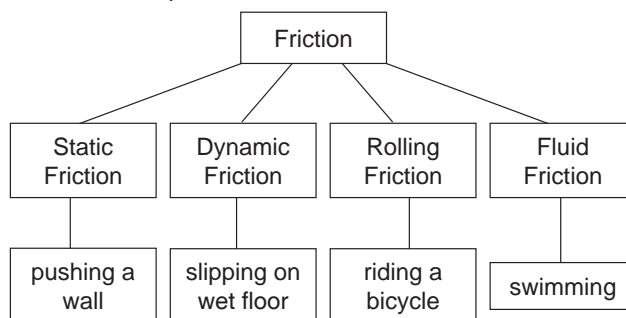 Friction
Static
Friction
Dynamic
Friction
Rolling
Friction
Fluid
Friction
pushing a
wall
slipping on
wet floor
riding a
bicycle
swimming